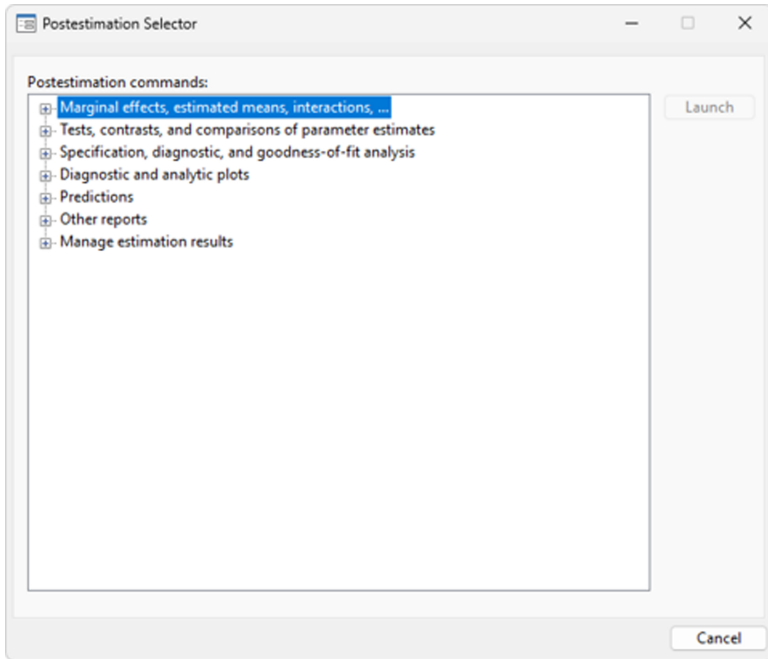 Postestimation Selector
Postestimation commands:
Marginal effects, estimated means, interactions, ...
Launch
Tests, contrasts, and comparisons of parameter estimates
Specification, diagnostic, and goodness-of-fit analysis
Diagnostic and analytic plots
Predictions
Other reports
Manage estimation results
Cancel